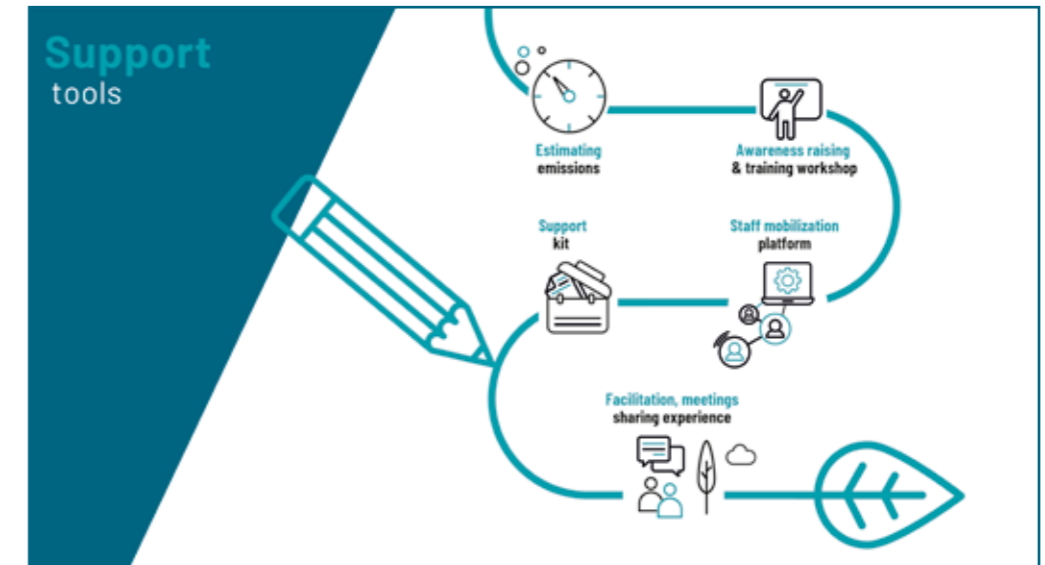 Support
tools
Estimating
emissions
Awareness raising
& training workshop
Staff mobilization
platform
Support
kit
Facilitation, meetings
sharing experience